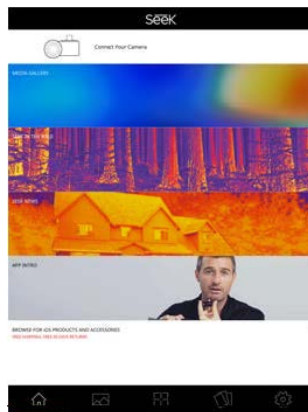 SEEK
Connect Your Camera
MEDIA GALLERY
SEEK IN THE WILD
SEEK NEWS
APP INTRO
BROWSE FOR iOS PRODUCTS AND ACCESSORIES
FREE SHIPPING. FREE 30-DAY RETURNS